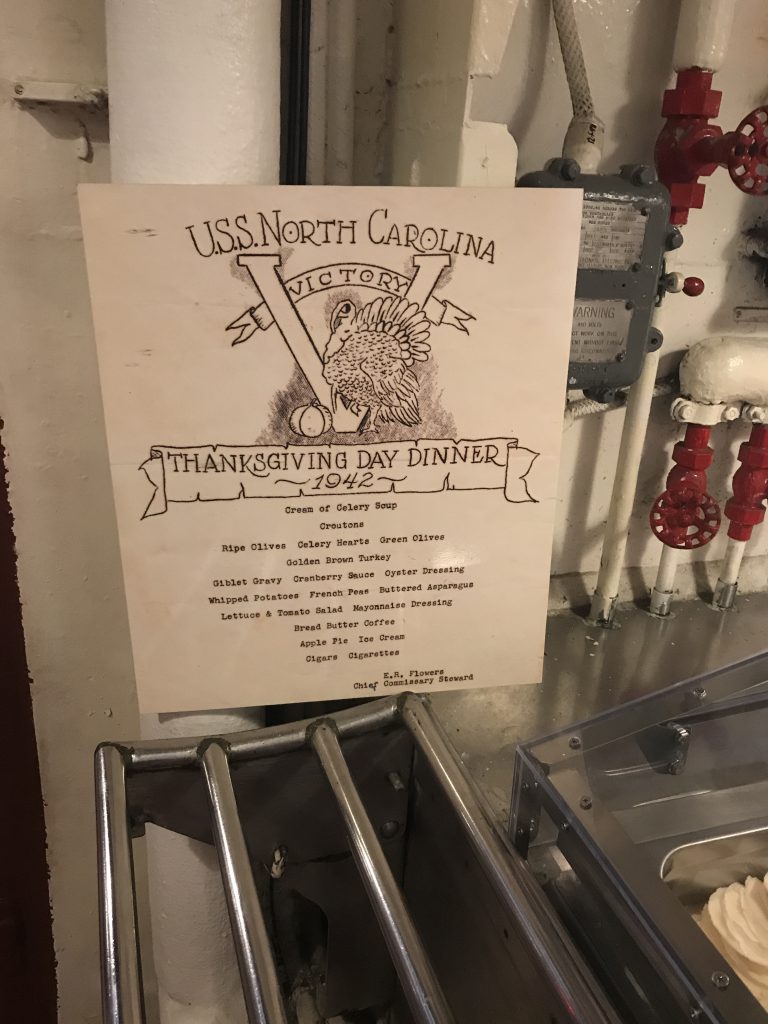 U.S.S. NORTH CAROLINA
VICTORY
THANKSGIVING DAY DINNER
~1942~
Cream of Celery Soup
Croutons
Ripe Olives Celery Hearts Green Olives
Golden Brown Turkey
Giblet Gravy Cranberry Sauce Oyster Dressing
Whipped Potatoes French Peas Buttered Asparagus
Lettuce & Tomato Salad Mayonnaise Dressing
Bread Butter Coffee
Apple Pie Ice Cream
Cigars Cigarettes
E.R. Flowers
Chief Commissary Steward
WARNING